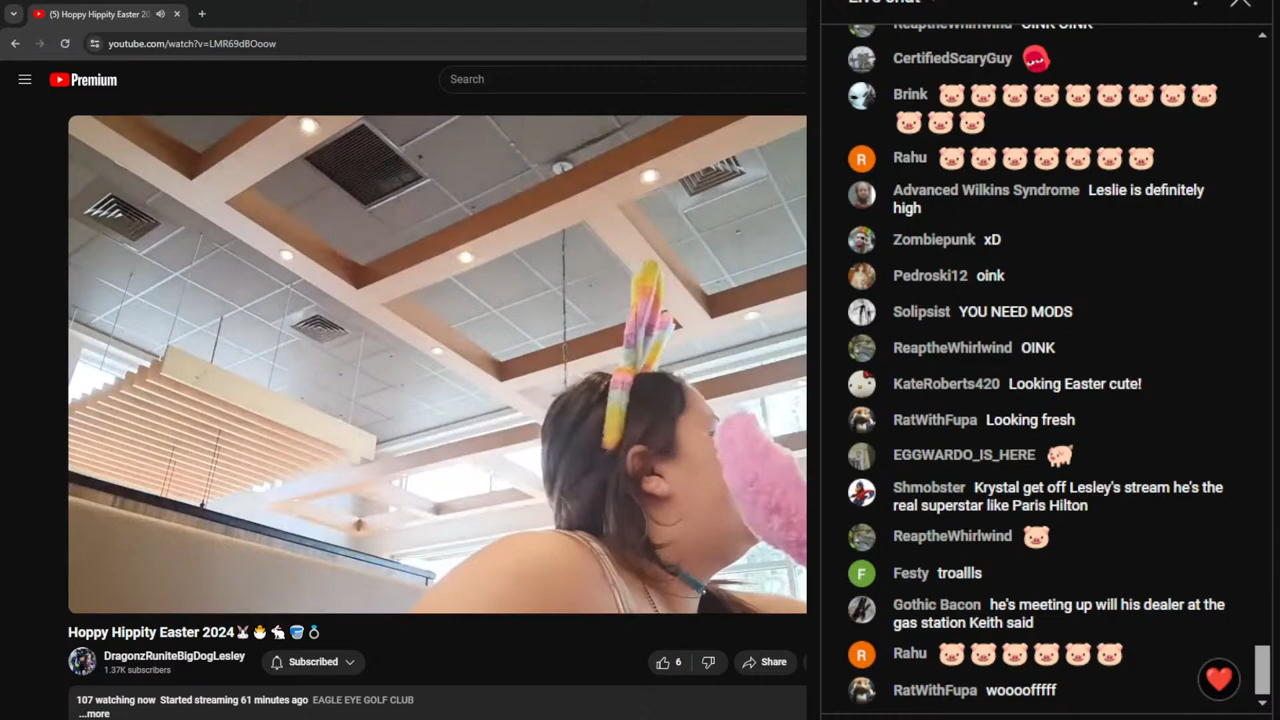 (5) Hoppy Hippity Easter 20
youtube.com/watch?v=LMR69dBOoow
Premium
Search
Hoppy Hippity Easter 2024
DragonzRuniteBigDogLesley
1.37K subscribers
Subscribed
6
Share
107 watching now Started streaming 61 minutes ago EAGLE EYE GOLF CLUB
...more
Live chat
ReaptheWhirlwind OINK OINK
CertifiedScaryGuy
Brink
R Rahu
Advanced Wilkins Syndrome Leslie is definitely
high
Zombiepunk xD
Pedroski12 oink
Solipsist YOU NEED MODS
ReaptheWhirlwind OINK
KateRoberts420 Looking Easter cute!
RatWithFupa Looking fresh
EGGWARDO_IS_HERE
Shmobster Krystal get off Lesley's stream he's the
real superstar like Paris Hilton
ReaptheWhirlwind
F Festy troallls
Gothic Bacon he's meeting up will his dealer at the
gas station Keith said
R Rahu
RatWithFupa woooofffff